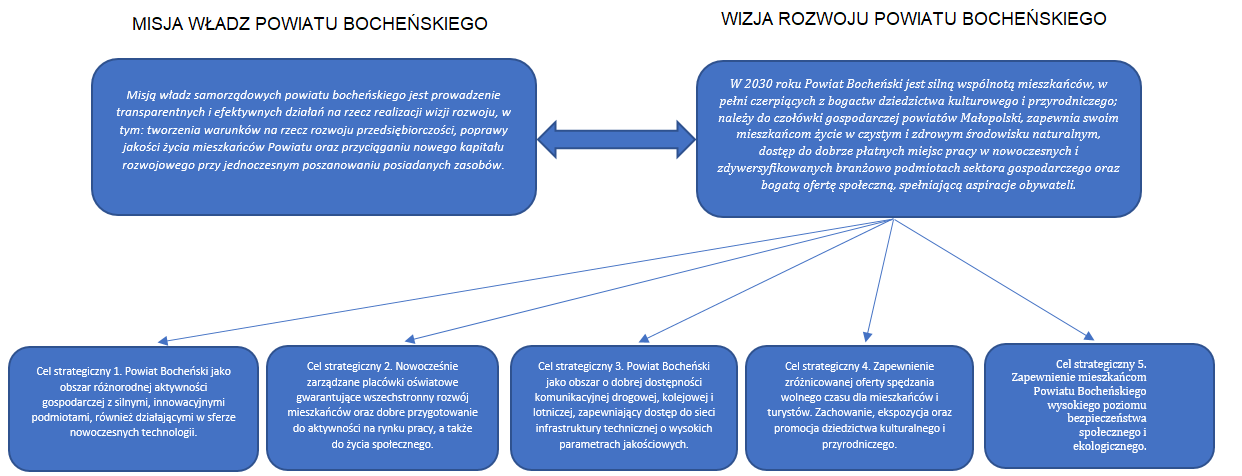 MISJA WŁADZ POWIATU BOCHEŃSKIEGO
WIZJA ROZWOJU POWIATU BOCHEŃSKIEGO
Misją władz samorządowych powiatu bocheńskiego jest prowadzenie
transparentnych i efektywnych działań na rzecz realizacji wizji rozwoju, w
tym: tworzenia warunków na rzecz rozwoju przedsiębiorczości, poprawy
jakości życia mieszkańców Powiatu oraz przyciąganiu nowego kapitału
rozwojowego przy jednoczesnym poszanowaniu posiadanych zasobów.
W 2030 roku Powiat Bocheński jest silną wspólnotą mieszkańców, w
pełni czerpiących z bogactw dziedzictwa kulturowego i przyrodniczego;
należy do czołówki gospodarczej powiatów Małopolski, zapewnia swoim
mieszkańcom życie w czystym i zdrowym środowisku naturalnym,
dostęp do dobrze płatnych miejsc pracy w nowoczesnych i
zdywersyfikowanych branżowo podmiotach sektora gospodarczego oraz
bogatą ofertę społeczną, spełniającą aspiracje obywateli.
Cel strategiczny 1. Powiat Bocheński jako
obszar różnorodnej aktywności
gospodarczej z silnymi, innowacyjnymi
podmiotami, również działającymi w sferze
nowoczesnych technologii.
Cel strategiczny 2. Nowocześnie
zarządzane placówki oświatowe
gwarantujące wszechstronny rozwój
mieszkańców oraz dobre przygotowanie
do aktywności na rynku pracy, a także
do życia społecznego.
Cel strategiczny 3. Powiat Bocheński
jako obszar o dobrej dostępności
komunikacyjnej drogowej, kolejowej i
lotniczej, zapewniający dostęp do sieci
infrastruktury technicznej o wysokich
parametrach jakościowych.
Cel strategiczny 4. Zapewnienie
zróżnicowanej oferty spędzania
wolnego czasu dla mieszkańców i
turystów. Zachowanie, ekspozycja oraz
promocja dziedzictwa kulturalnego i
przyrodniczego.
Cel strategiczny 5.
Zapewnienie mieszkańcom
Powiatu Bocheńskiego
wysokiego poziomu
bezpieczeństwa
społecznego i
ekologicznego.